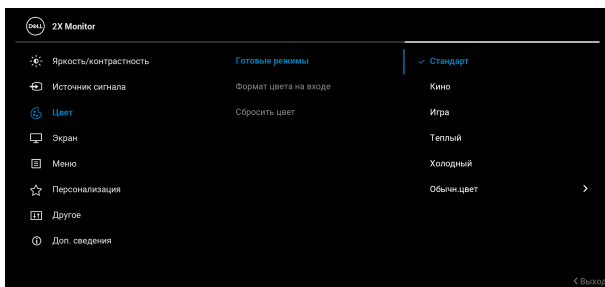 DELL 2X Monitor
Яркость/контрастность Готовые режимы Стандарт
Источник сигнала Формат цвета на входе Кино
Цвет Сбросить цвет Игра
Экран Теплый
Меню Холодный
Персонализация Обычн.цвет
Другое
Доп. сведения
Выход